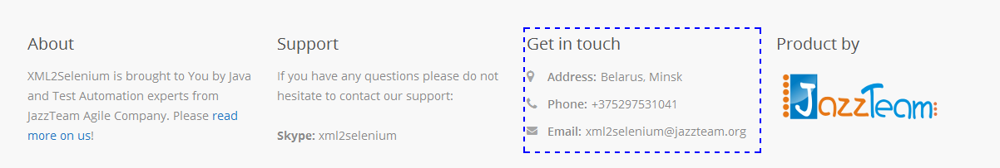 About
XML2Selenium is brought to You by Java
and Test Automation experts from
JazzTeam Agile Company. Please read
more on us!
Support
If you have any questions please do not
hesitate to contact our support:
Skype: xml2selenium
Get in touch
Address: Belarus, Minsk
Phone: +375297531041
Email: xml2selenium@jazzteam.org
Product by
JazzTeam